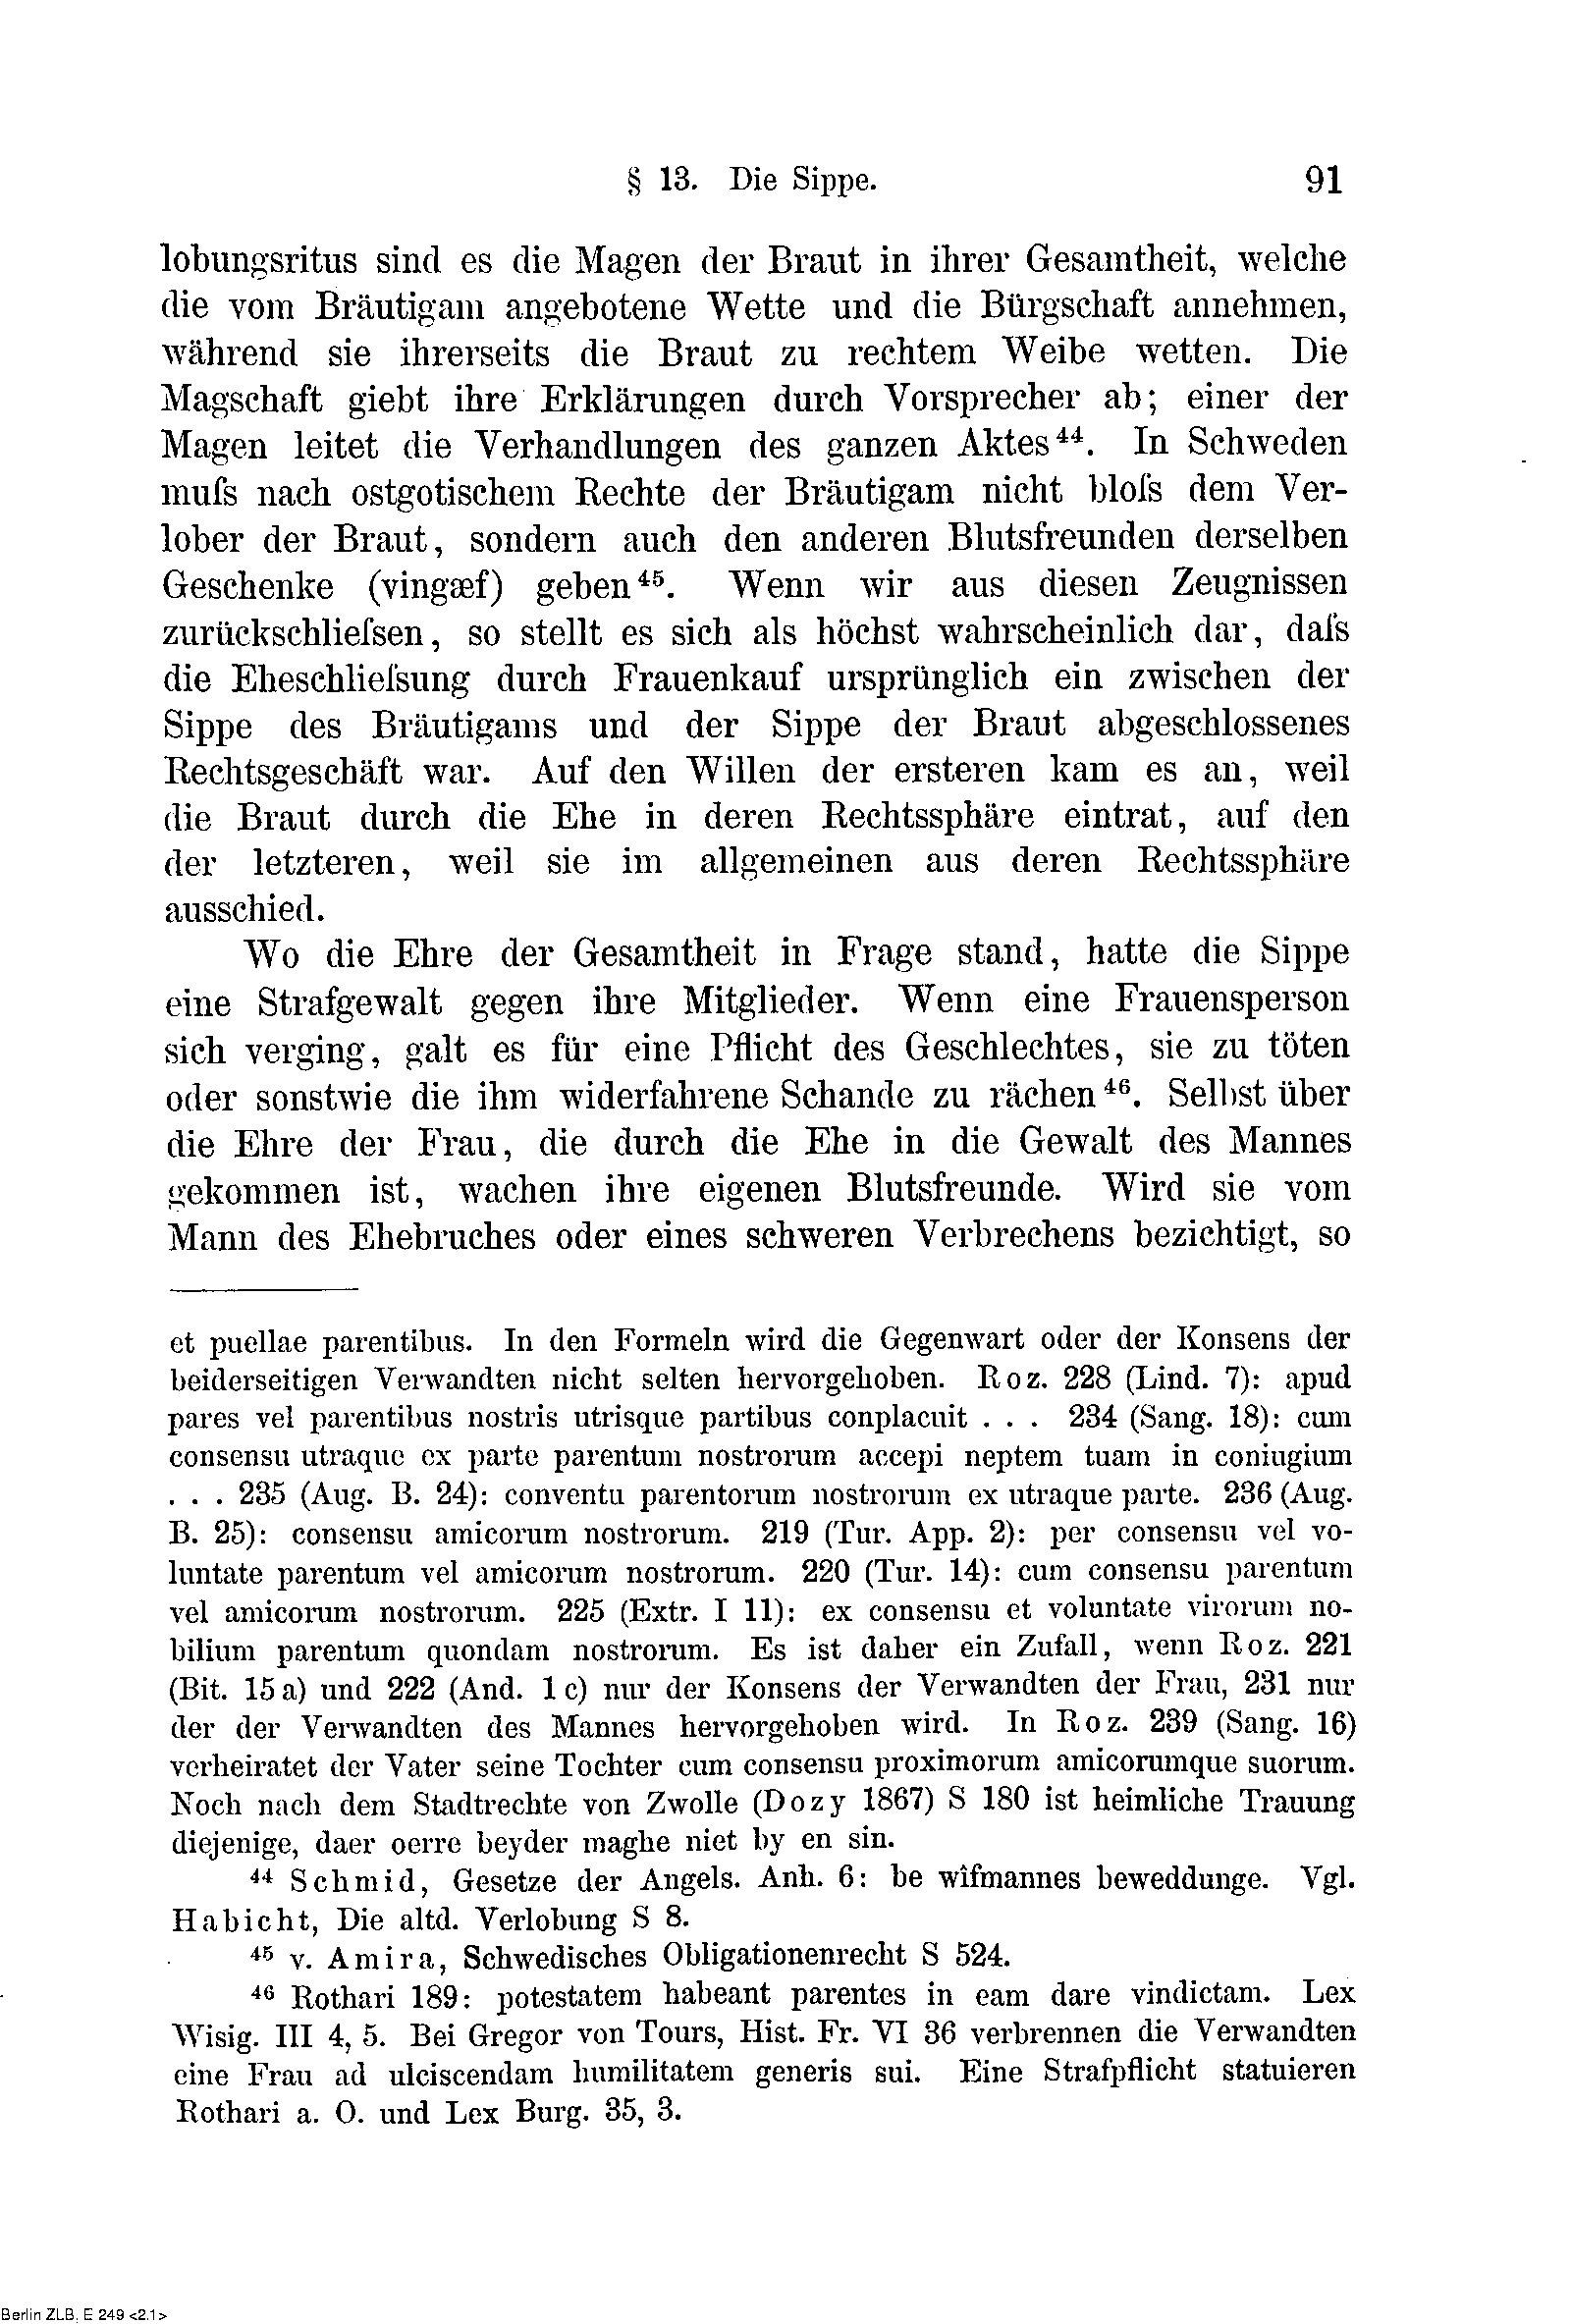 § 13. Die Sippe. 91
lobungsritus sind es die Magen der Braut in ihrer Gesamtheit, welche
die vom Bräutigam angebotene Wette und die Bürgschaft annehmen,
während sie ihrerseits die Braut zu rechtem Weibe wetten. Die
Magschaft giebt ihre Erklärungen durch Vorsprecher ab; einer der
Magen leitet die Verhandlungen des ganzen Aktes⁴⁴. In Schweden
muſs nach ostgotischem Rechte der Bräutigam nicht bloſs dem Ver-
lober der Braut, sondern auch den anderen Blutsfreunden derselben
Geschenke (vingæf) geben⁴⁵. Wenn wir aus diesen Zeugnissen
zurückschlieſsen, so stellt es sich als höchst wahrscheinlich dar, daſs
die Eheschlieſsung durch Frauenkauf ursprünglich ein zwischen der
Sippe des Bräutigams und der Sippe der Braut abgeschlossenes
Rechtsgeschäft war. Auf den Willen der ersteren kam es an, weil
die Braut durch die Ehe in deren Rechtssphäre eintrat, auf den
der letzteren, weil sie im allgemeinen aus deren Rechtssphäre
ausschied.
Wo die Ehre der Gesamtheit in Frage stand, hatte die Sippe
eine Strafgewalt gegen ihre Mitglieder. Wenn eine Frauensperson
sich verging, galt es für eine Pflicht des Geschlechtes, sie zu töten
oder sonstwie die ihm widerfahrene Schande zu rächen⁴⁶. Selbst über
die Ehre der Frau, die durch die Ehe in die Gewalt des Mannes
gekommen ist, wachen ihre eigenen Blutsfreunde. Wird sie vom
Mann des Ehebruches oder eines schweren Verbrechens bezichtigt, so
et puellae parentibus. In den Formeln wird die Gegenwart oder der Konsens der
beiderseitigen Verwandten nicht selten hervorgehoben. Roz. 228 (Lind. 7): apud
pares vel parentibus nostris utrisque partibus conplacuit . . . 234 (Sang. 18): cum
consensu utraque ex parte parentum nostrorum accepi neptem tuam in coniugium
. . . 235 (Aug. B. 24): conventu parentorum nostrorum ex utraque parte. 236 (Aug.
B. 25): consensu amicorum nostrorum. 219 (Tur. App. 2): per consensu vel vo-
luntate parentum vel amicorum nostrorum. 220 (Tur. 14): cum consensu parentum
vel amicorum nostrorum. 225 (Extr. I 11): ex consensu et voluntate virorum no-
bilium parentum quondam nostrorum. Es ist daher ein Zufall, wenn Roz. 221
(Bit. 15 a) und 222 (And. 1 c) nur der Konsens der Verwandten der Frau, 231 nur
der der Verwandten des Mannes hervorgehoben wird. In Roz. 239 (Sang. 16)
verheiratet der Vater seine Tochter cum consensu proximorum amicorumque suorum.
Noch nach dem Stadtrechte von Zwolle (Dozy 1867) S 180 ist heimliche Trauung
diejenige, daer oerre beyder maghe niet by en sin.
⁴⁴ Schmid, Gesetze der Angels. Anh. 6: be wîfmannes beweddunge. Vgl.
Habicht, Die altd. Verlobung S 8.
⁴⁵ v. Amira, Schwedisches Obligationenrecht S 524.
⁴⁶ Rothari 189: potestatem habeant parentes in eam dare vindictam. Lex
Wisig. III 4, 5. Bei Gregor von Tours, Hist. Fr. VI 36 verbrennen die Verwandten
eine Frau ad ulciscendam humilitatem generis sui. Eine Strafpflicht statuieren
Rothari a. O. und Lex Burg. 35, 3.
Berlin ZLB, E 249 <2,1>